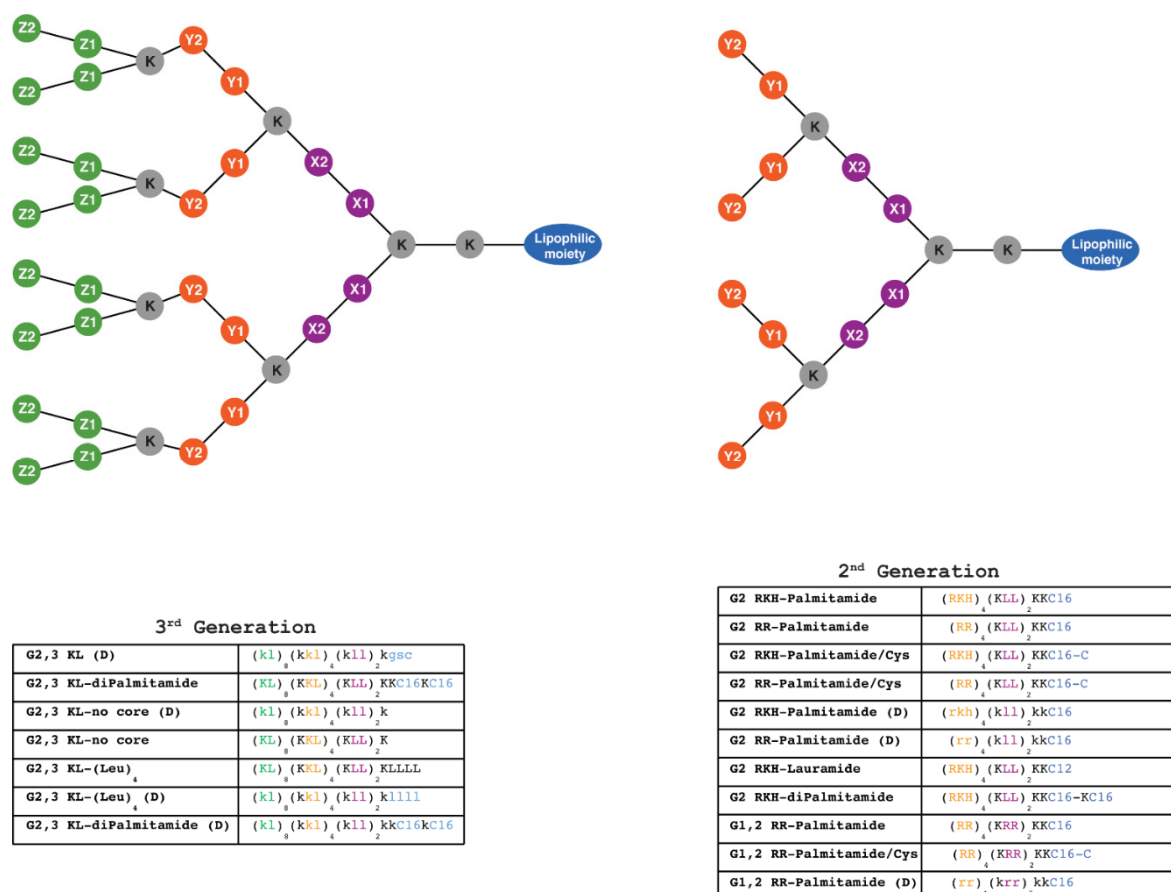 Z2
Z1 Y2
K
Z1 Y1
Z2
K
Z2
Z1 Y1 X2
K
Z1 Y2 X1
Z2
K K Lipophilic
moiety
Z2
Z1 Y2 X1
K
Z1 Y1 X2
Z2
K
Z2
Z1 Y1
K
Z1 Y2
Z2
Y2
Y1
K
Y1 X2
Y2 X1
K K Lipophilic
moiety
Y2 X1
Y1 X2
K
Y1
Y2
3rd Generation
G2,3 KL (D) (kl)8(kkl)4(kll)2kgsc
G2,3 KL-diPalmitamide (KL)8(KKL)4(KLL)2KKC16KC16
G2,3 KL-no core (D) (kl)8(kkl)4(kll)2k
G2,3 KL-no core (KL)8(KKL)4(KLL)2K
G2,3 KL-(Leu)4 (KL)8(KKL)4(KLL)2KLLLL
G2,3 KL-(Leu)4 (D) (kl)8(kkl)4(kll)2kllll
G2,3 KL-diPalmitamide (D) (kl)8(kkl)4(kll)2kkC16kC16
2nd Generation
G2 RKH-Palmitamide (RKH)4(KLL)2KKC16
G2 RR-Palmitamide (RR)4(KLL)2KKC16
G2 RKH-Palmitamide/Cys (RKH)4(KLL)2KKC16-C
G2 RR-Palmitamide/Cys (RR)4(KLL)2KKC16-C
G2 RKH-Palmitamide (D) (rkh)4(kll)2kkC16
G2 RR-Palmitamide (D) (rr)4(kll)2kkC16
G2 RKH-Lauramide (RKH)4(KLL)2KKC12
G2 RKH-diPalmitamide (RKH)4(KLL)2KKC16-KC16
G1,2 RR-Palmitamide (RR)4(KRR)2KKC16
G1,2 RR-Palmitamide/Cys (RR)4(KRR)2KKC16-C
G1,2 RR-Palmitamide (D) (rr)4(krr)2kkC16